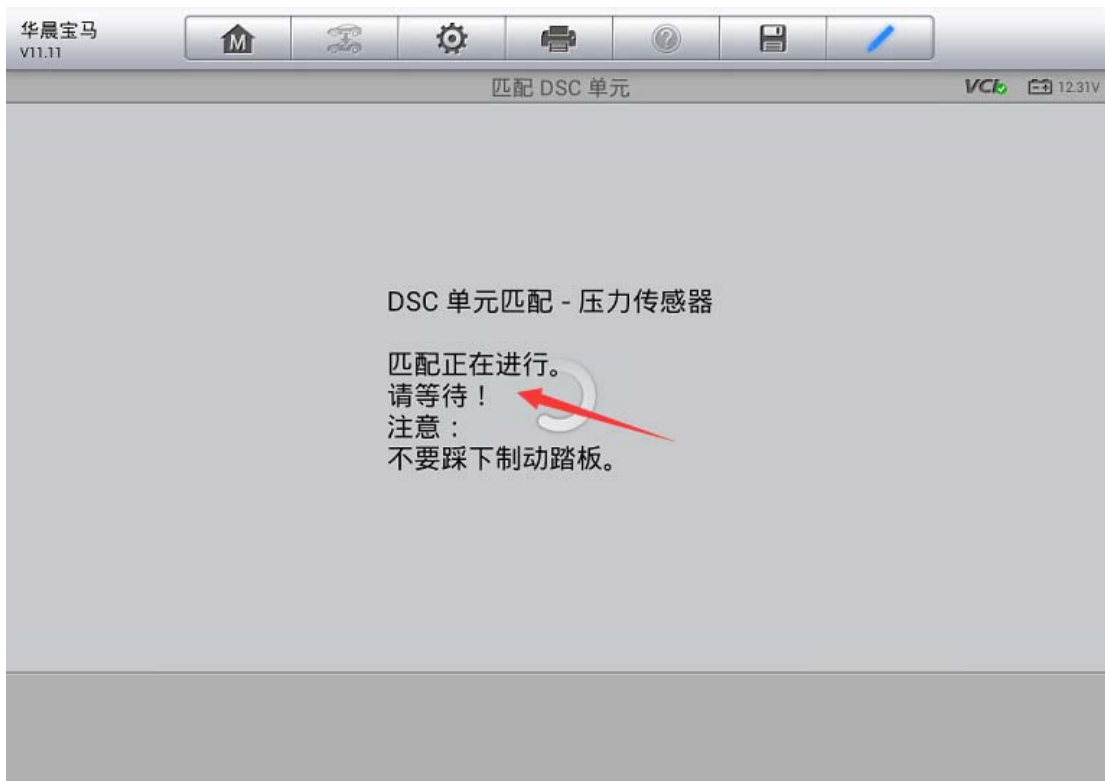 华晨宝马
V11.11
M
匹配 DSC 单元
VCI
12.31V
DSC 单元匹配 - 压力传感器
匹配正在进行。
请等待！
注意：
不要踩下制动踏板。